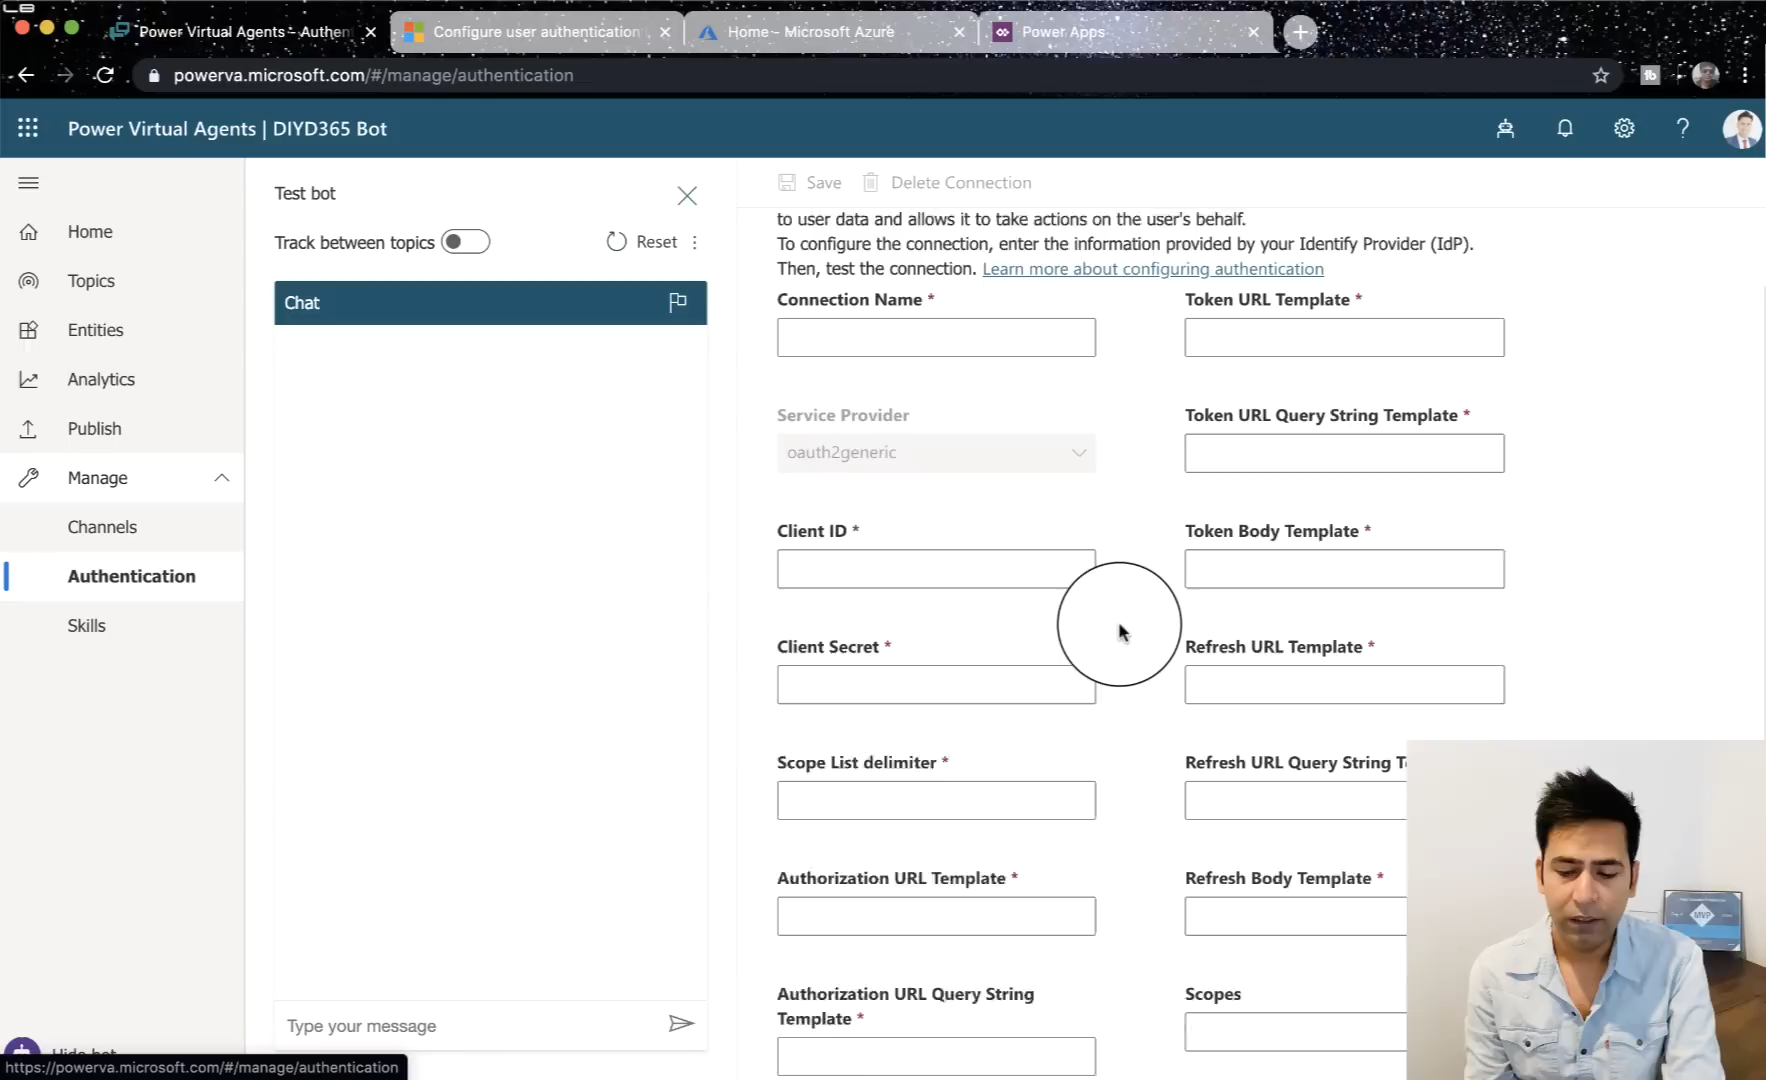 Power Virtual Agents - Authen
Configure user authentication
Home - Microsoft Azure
Power Apps
powerva.microsoft.com/#/manage/authentication
Power Virtual Agents | DIYD365 Bot
Home
Topics
Entities
Analytics
Publish
Manage
Channels
Authentication
Skills
Test bot
Track between topics
Reset
Chat
Type your message
Save
Delete Connection
to user data and allows it to take actions on the user's behalf.
To configure the connection, enter the information provided by your Identify Provider (IdP).
Then, test the connection. Learn more about configuring authentication
Connection Name *
Token URL Template *
Service Provider
oauth2generic
Token URL Query String Template *
Client ID *
Token Body Template *
Client Secret *
Refresh URL Template *
Scope List delimiter *
Refresh URL Query String T
Authorization URL Template *
Refresh Body Template *
Authorization URL Query String
Template *
Scopes
MVP
Hide bot
https://powerva.microsoft.com/#/manage/authentication